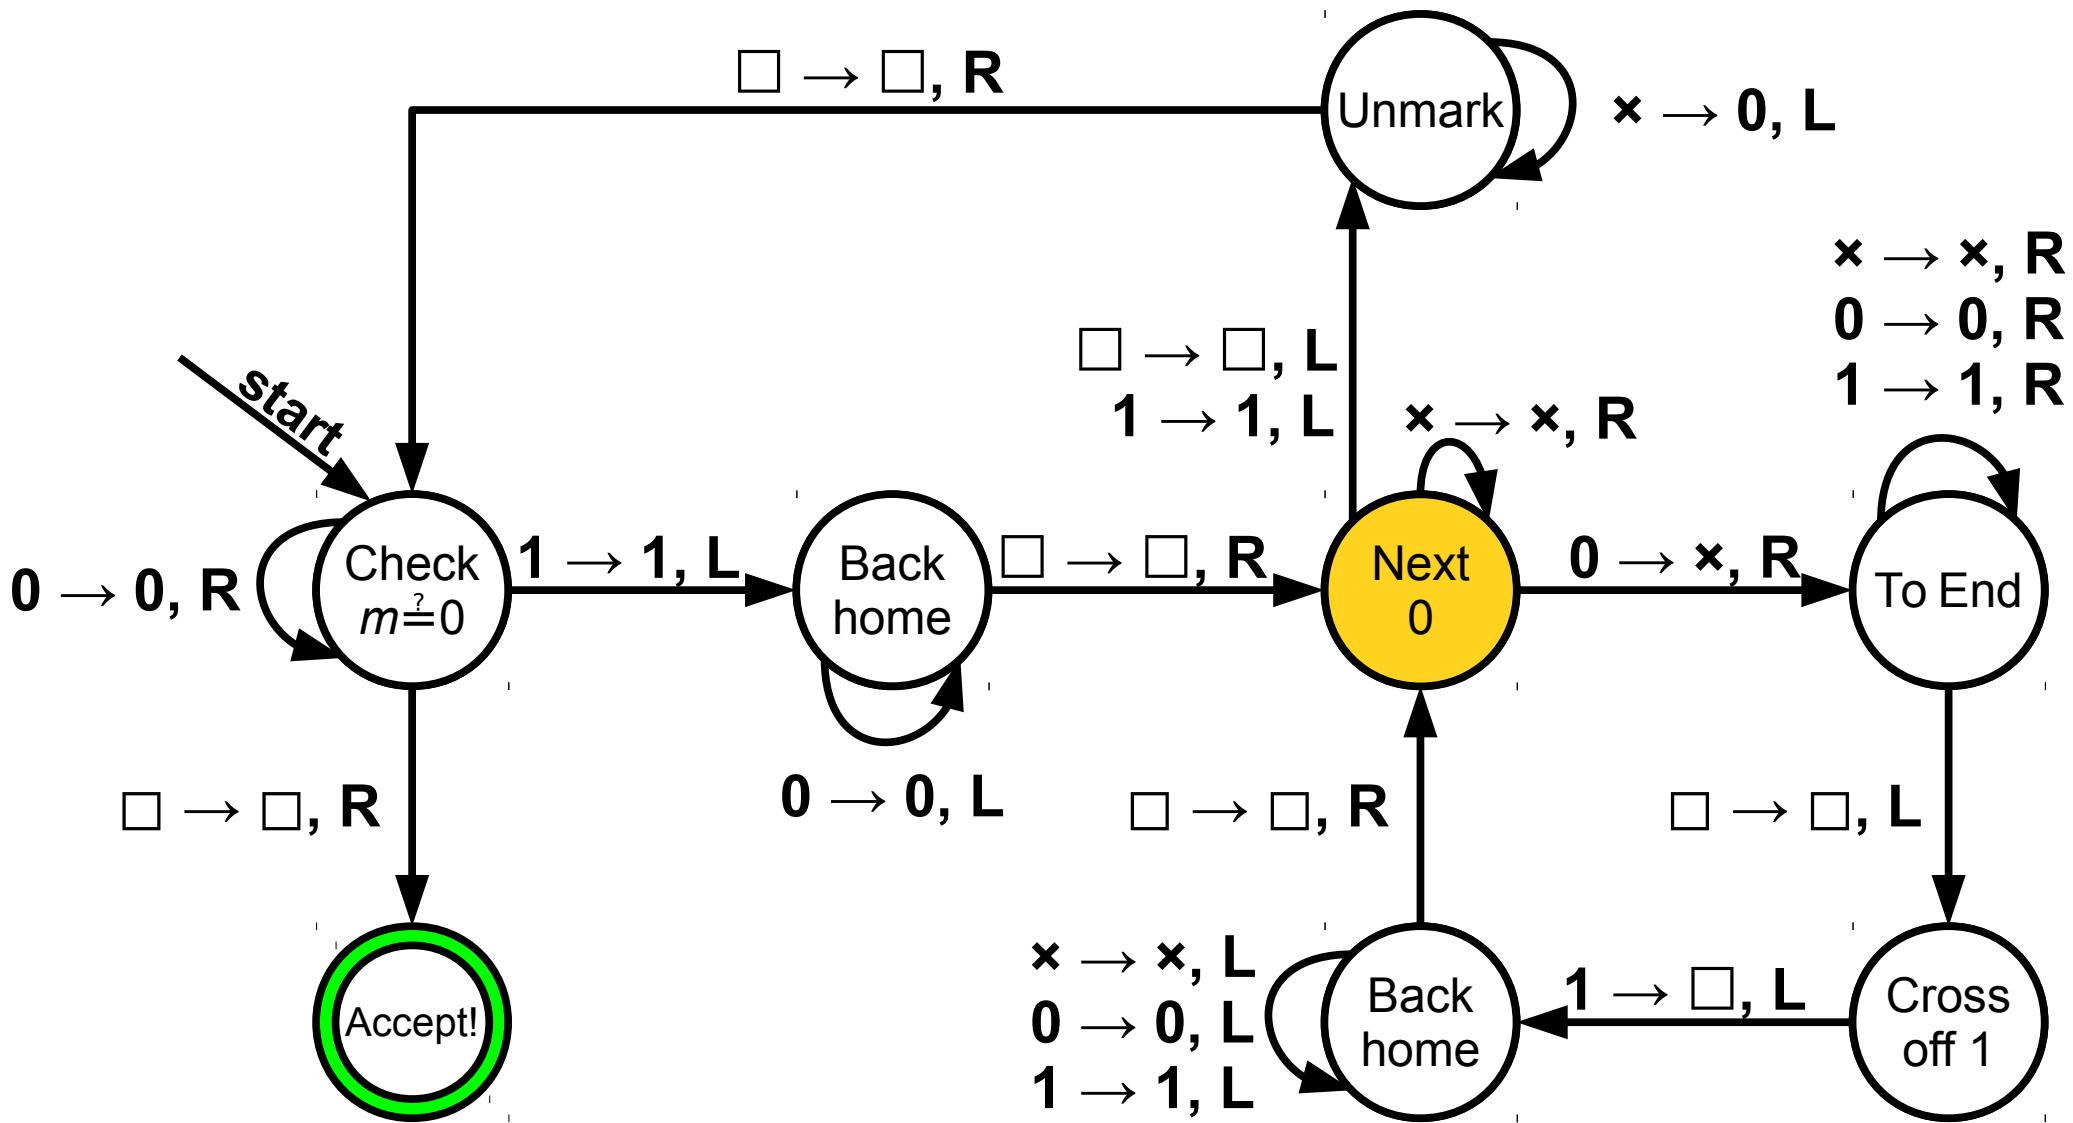 □ → □, R
Unmark
× → 0, L
× → ×, R
0 → 0, R
1 → 1, R
□ → □, L
1 → 1, L
× → ×, R
start
0 → 0, R
Check
m≟0
1 → 1, L
Back
home
□ → □, R
Next
0
0 → ×, R
To End
0 → 0, L
□ → □, R
□ → □, R
□ → □, L
Accept!
× → ×, L
0 → 0, L
1 → 1, L
Back
home
1 → □, L
Cross
off 1